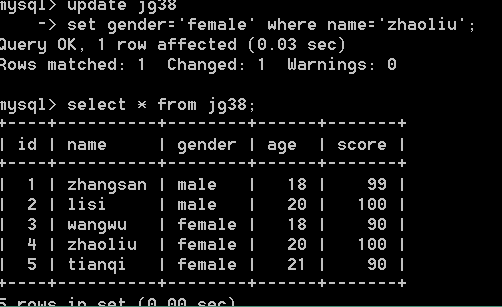 mysql> update jg38
    -> set gender='female' where name='zhaoliu';
Query OK, 1 row affected (0.03 sec)
Rows matched: 1  Changed: 1  Warnings: 0

mysql> select * from jg38;
+----+----------+--------+------+-------+
| id | name     | gender | age  | score |
+----+----------+--------+------+-------+
|  1 | zhangsan | male   |   18 |    99 |
|  2 | lisi     | male   |   20 |   100 |
|  3 | wangwu   | female |   18 |    90 |
|  4 | zhaoliu  | female |   20 |   100 |
|  5 | tianqi   | female |   21 |    90 |
+----+----------+--------+------+-------+
5 rows in set (0.00 sec)